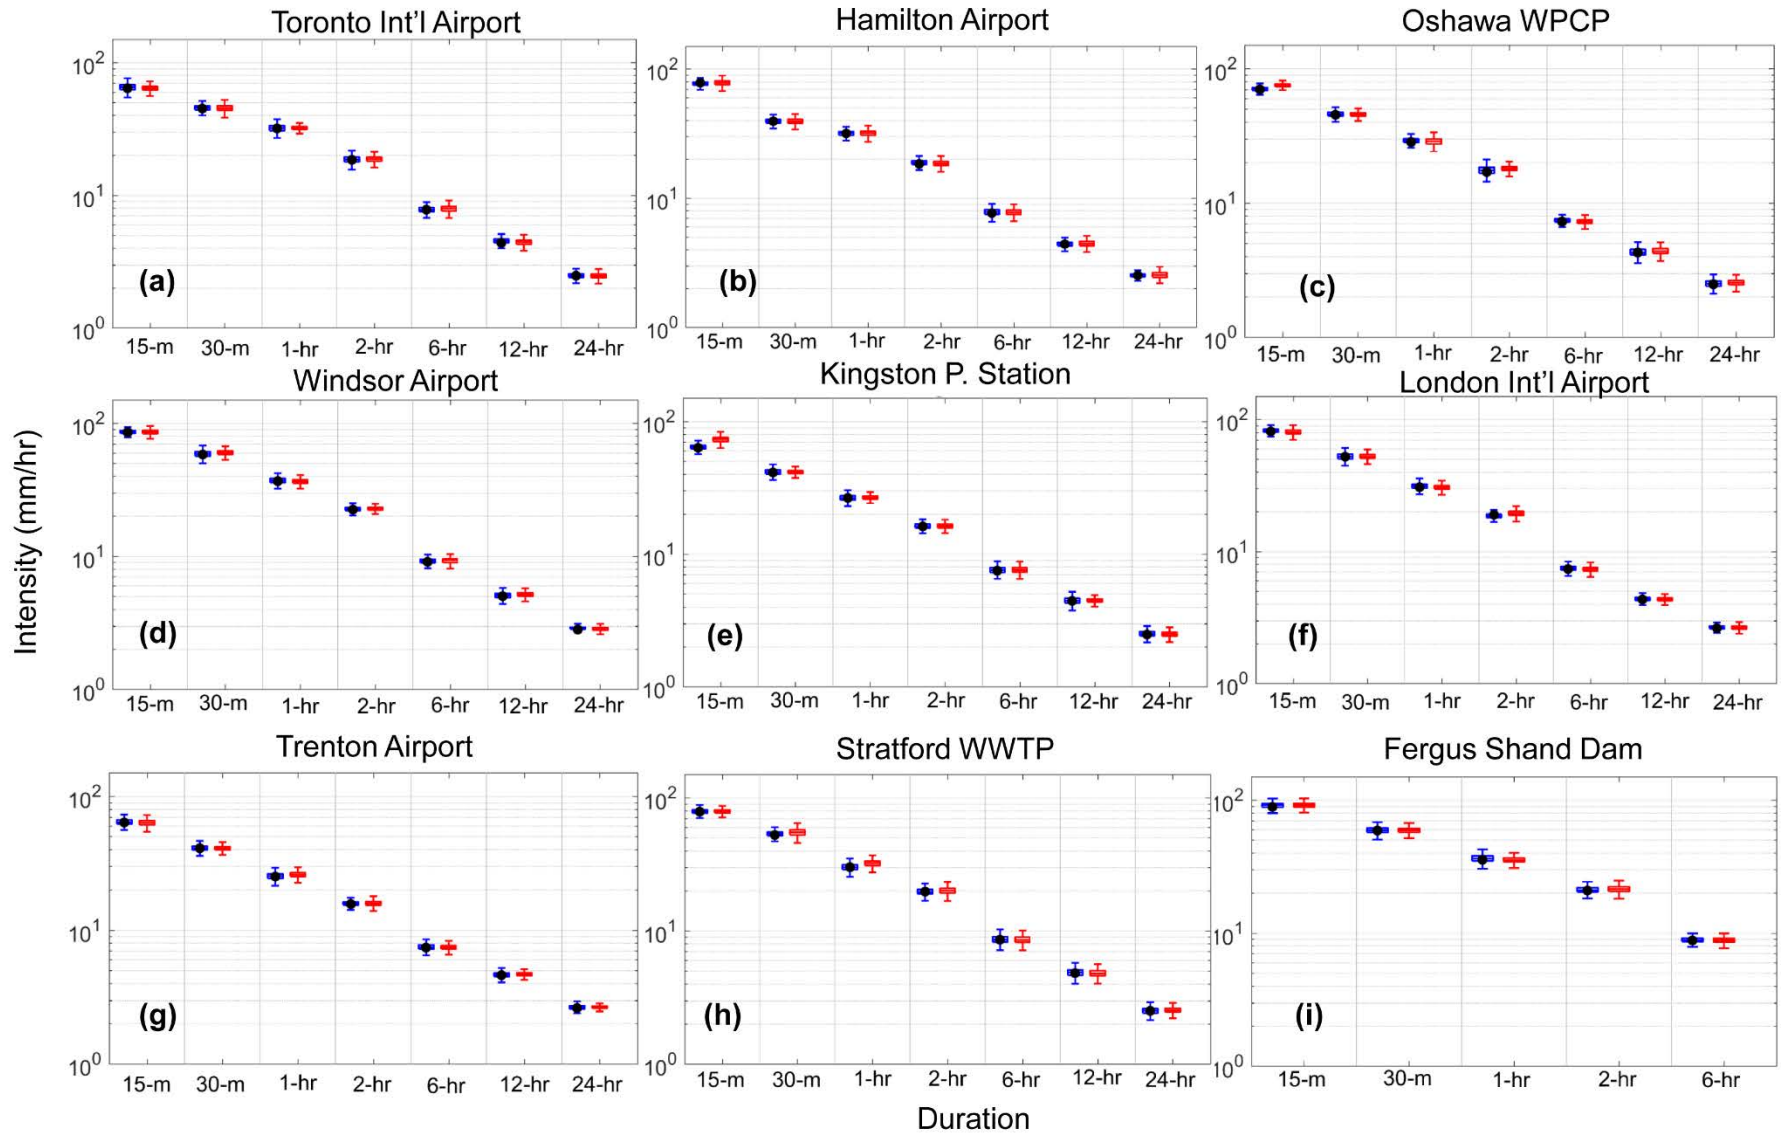 Toronto Int'l Airport
Hamilton Airport
Oshawa WPCP
10^2
10^1
10^0
(a)
15-m 30-m 1-hr 2-hr 6-hr 12-hr 24-hr
10^2
10^1
10^0
(b)
15-m 30-m 1-hr 2-hr 6-hr 12-hr 24-hr
10^2
10^1
10^0
(c)
15-m 30-m 1-hr 2-hr 6-hr 12-hr 24-hr
Windsor Airport
Kingston P. Station
London Int'l Airport
Intensity (mm/hr)
10^2
10^1
10^0
(d)
15-m 30-m 1-hr 2-hr 6-hr 12-hr 24-hr
10^2
10^1
10^0
(e)
15-m 30-m 1-hr 2-hr 6-hr 12-hr 24-hr
10^2
10^1
10^0
(f)
15-m 30-m 1-hr 2-hr 6-hr 12-hr 24-hr
Trenton Airport
Stratford WWTP
Fergus Shand Dam
10^2
10^1
10^0
(g)
15-m 30-m 1-hr 2-hr 6-hr 12-hr 24-hr
10^2
10^1
10^0
(h)
15-m 30-m 1-hr 2-hr 6-hr 12-hr 24-hr
10^2
10^1
10^0
(i)
15-m 30-m 1-hr 2-hr 6-hr
Duration